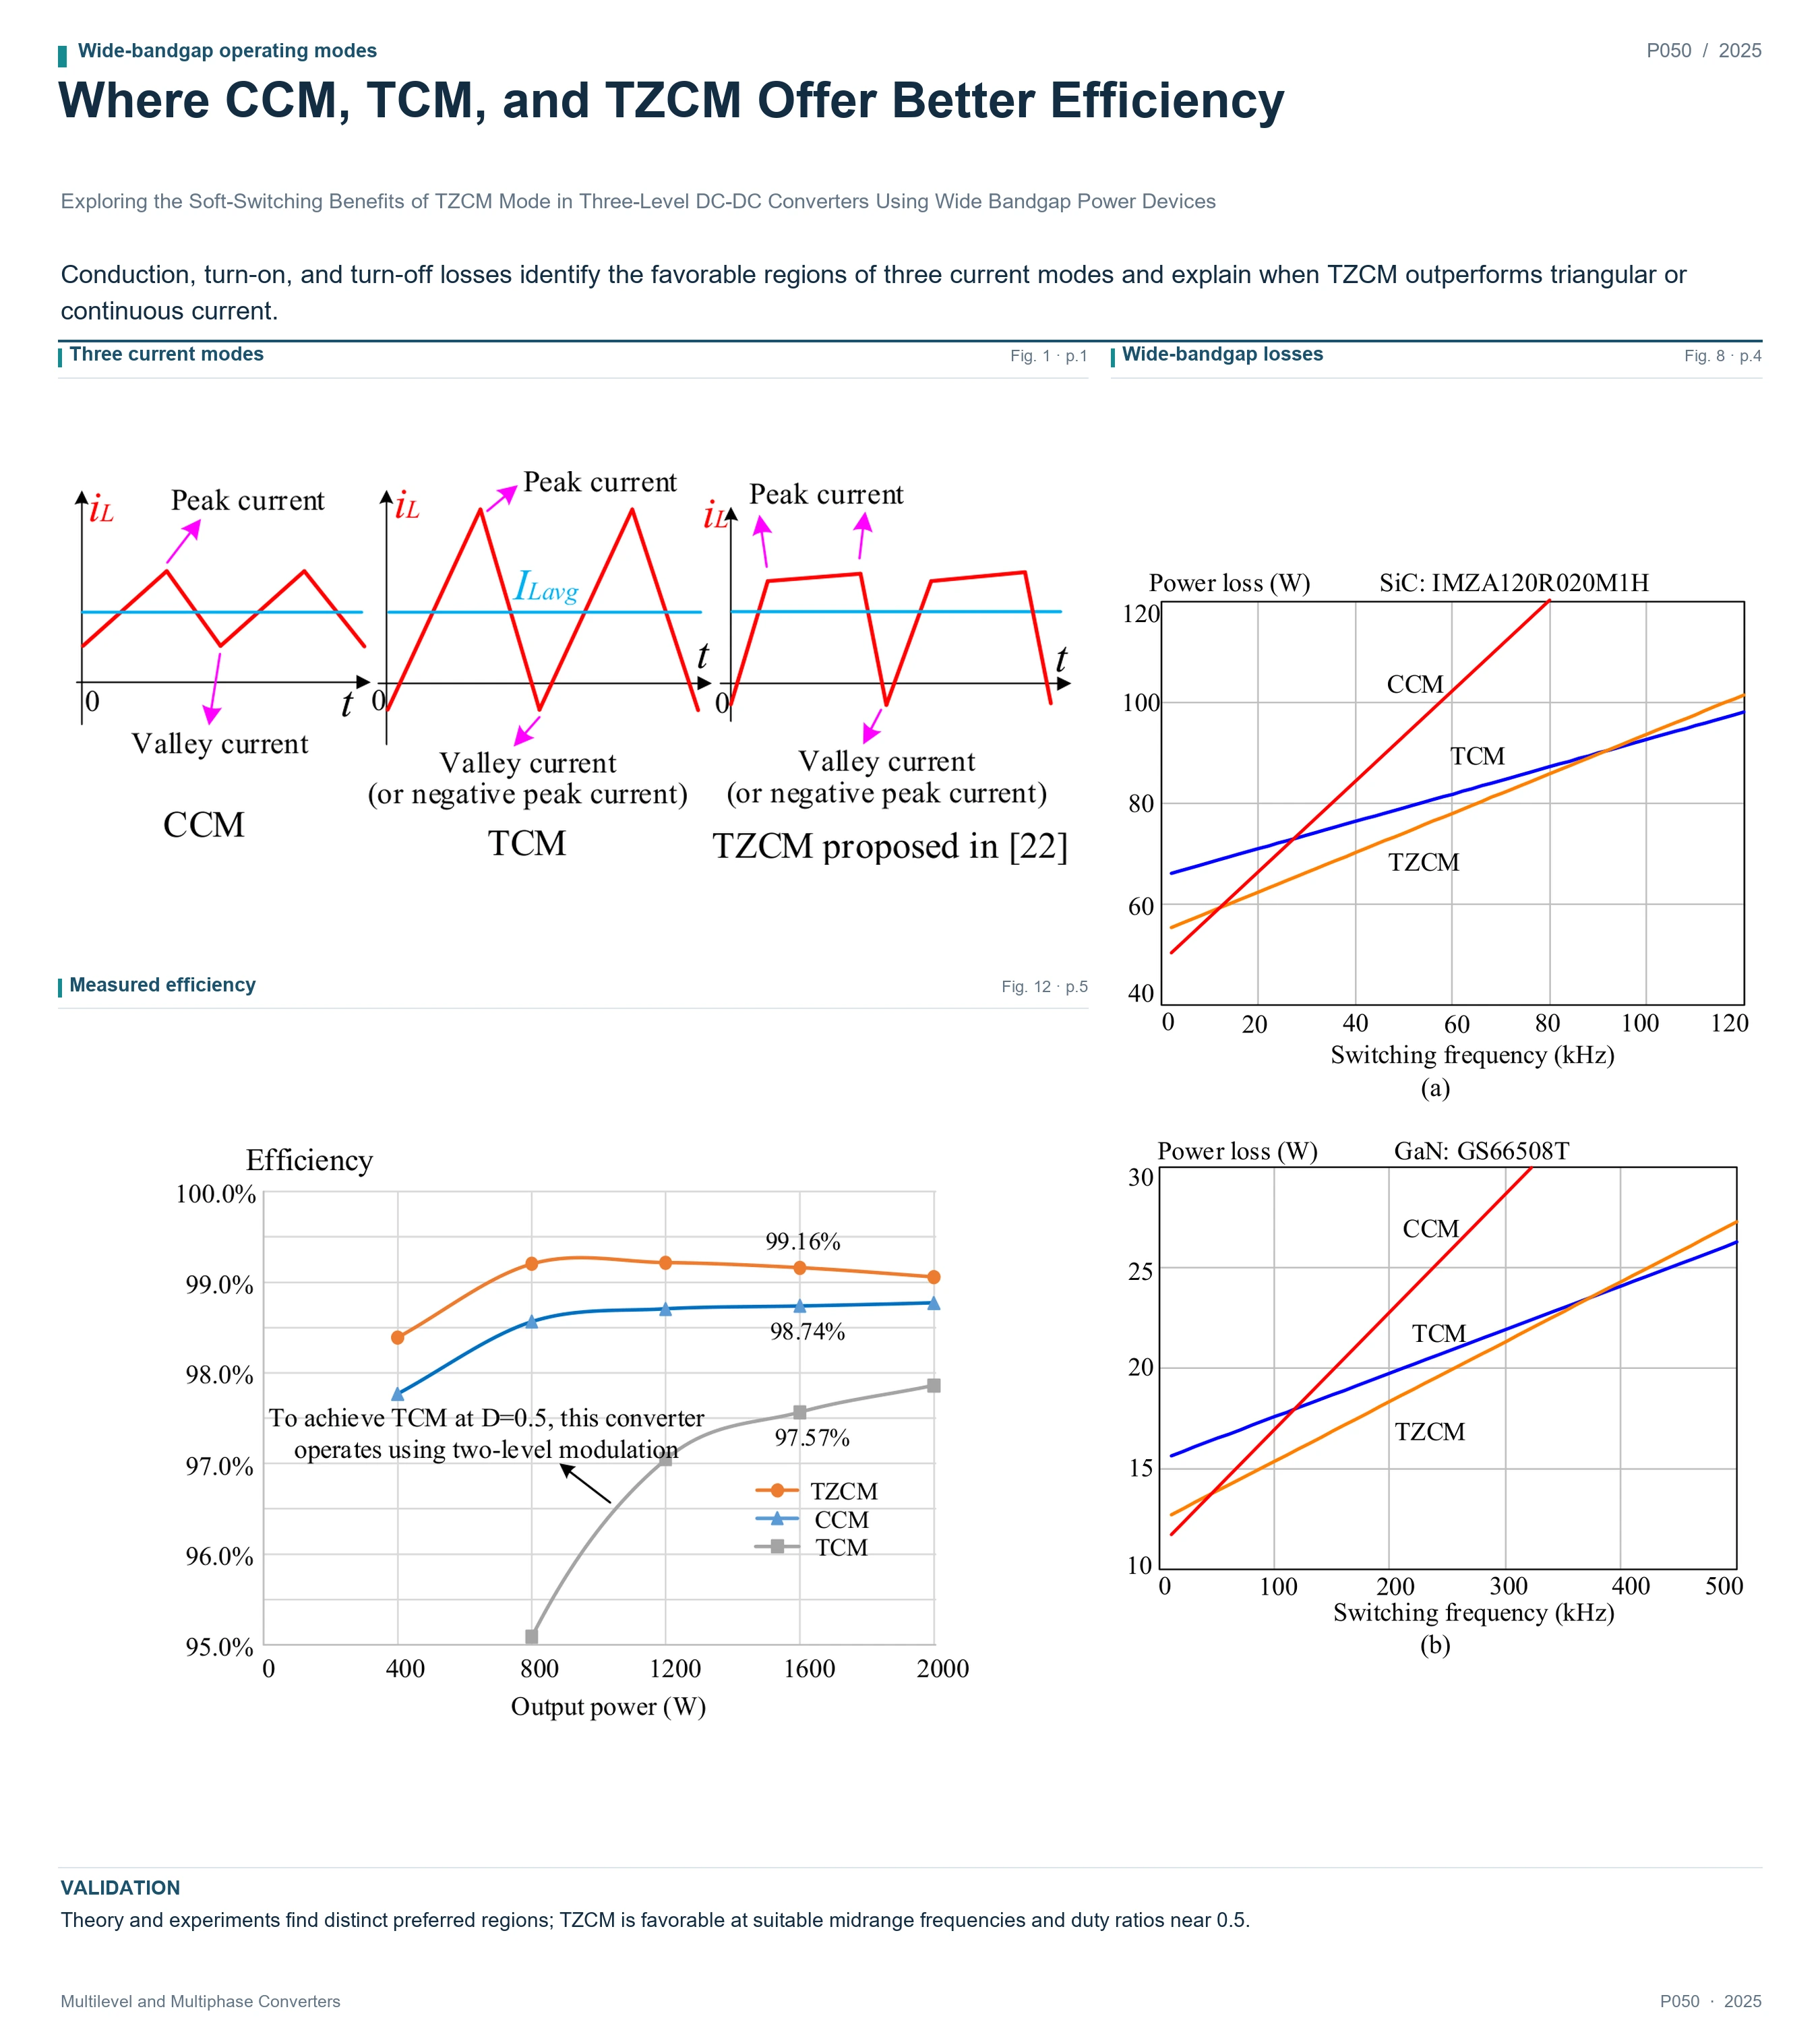 Wide-bandgap operating modes
P050 / 2025
Where CCM, TCM, and TZCM Offer Better Efficiency
Exploring the Soft-Switching Benefits of TZCM Mode in Three-Level DC-DC Converters Using Wide Bandgap Power Devices
Conduction, turn-on, and turn-off losses identify the favorable regions of three current modes and explain when TZCM outperforms triangular or
continuous current.
Three current modes
Fig. 1 · p.1
iL
Peak current
0
t
Valley current
CCM
iL
Peak current
ILavg
t
0
Valley current
(or negative peak current)
TCM
iL
Peak current
t
0
Valley current
(or negative peak current)
TZCM proposed in [22]
Wide-bandgap losses
Fig. 8 · p.4
Power loss (W)
SiC: IMZA120R020M1H
120
100
80
60
40
CCM
TCM
TZCM
0
20
40
60
80
100
120
Switching frequency (kHz)
(a)
Power loss (W)
GaN: GS66508T
30
25
20
15
10
CCM
TCM
TZCM
0
100
200
300
400
500
Switching frequency (kHz)
(b)
Measured efficiency
Fig. 12 · p.5
Efficiency
100.0%
99.0%
98.0%
97.0%
96.0%
95.0%
99.16%
98.74%
97.57%
To achieve TCM at D=0.5, this converter
operates using two-level modulation
TZCM
CCM
TCM
0
400
800
1200
1600
2000
Output power (W)
VALIDATION
Theory and experiments find distinct preferred regions; TZCM is favorable at suitable midrange frequencies and duty ratios near 0.5.
Multilevel and Multiphase Converters
P050 · 2025